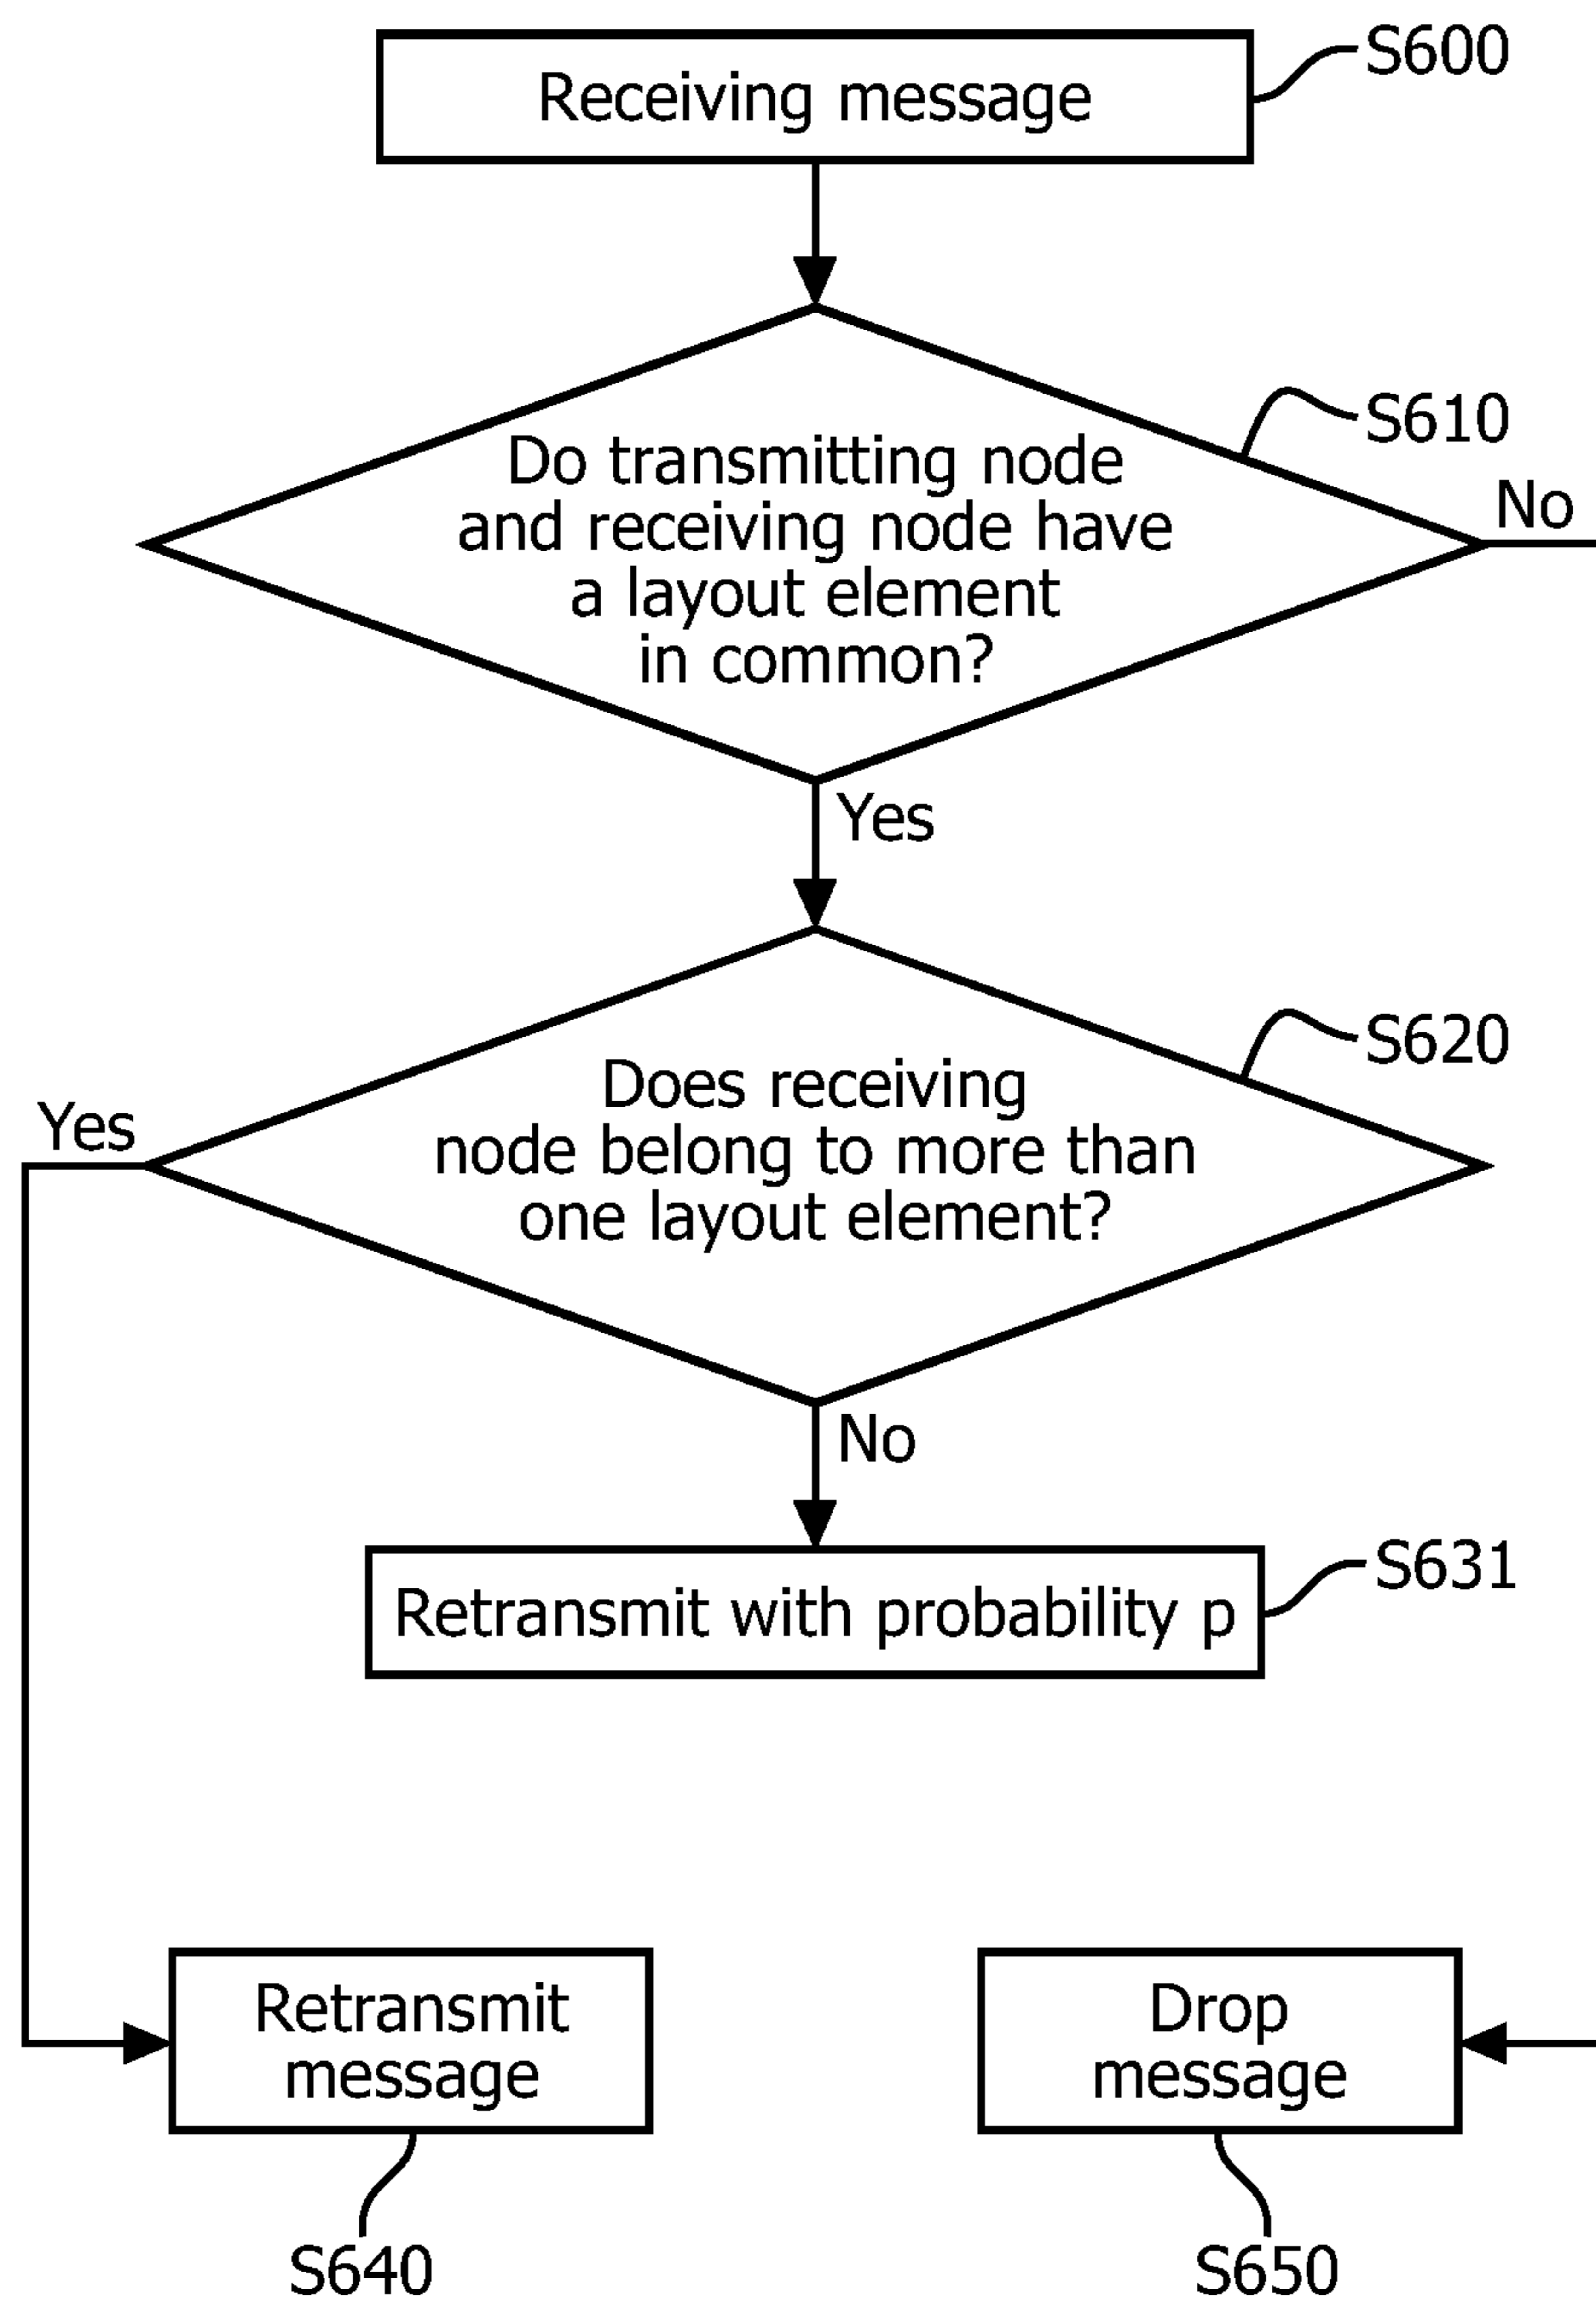 Receiving message
S600
Do transmitting node
and receiving node have
a layout element
in common?
S610
No
Yes
Does receiving
node belong to more than
one layout element?
S620
Yes
No
Retransmit with probability p
S631
Retransmit
message
Drop
message
S640
S650